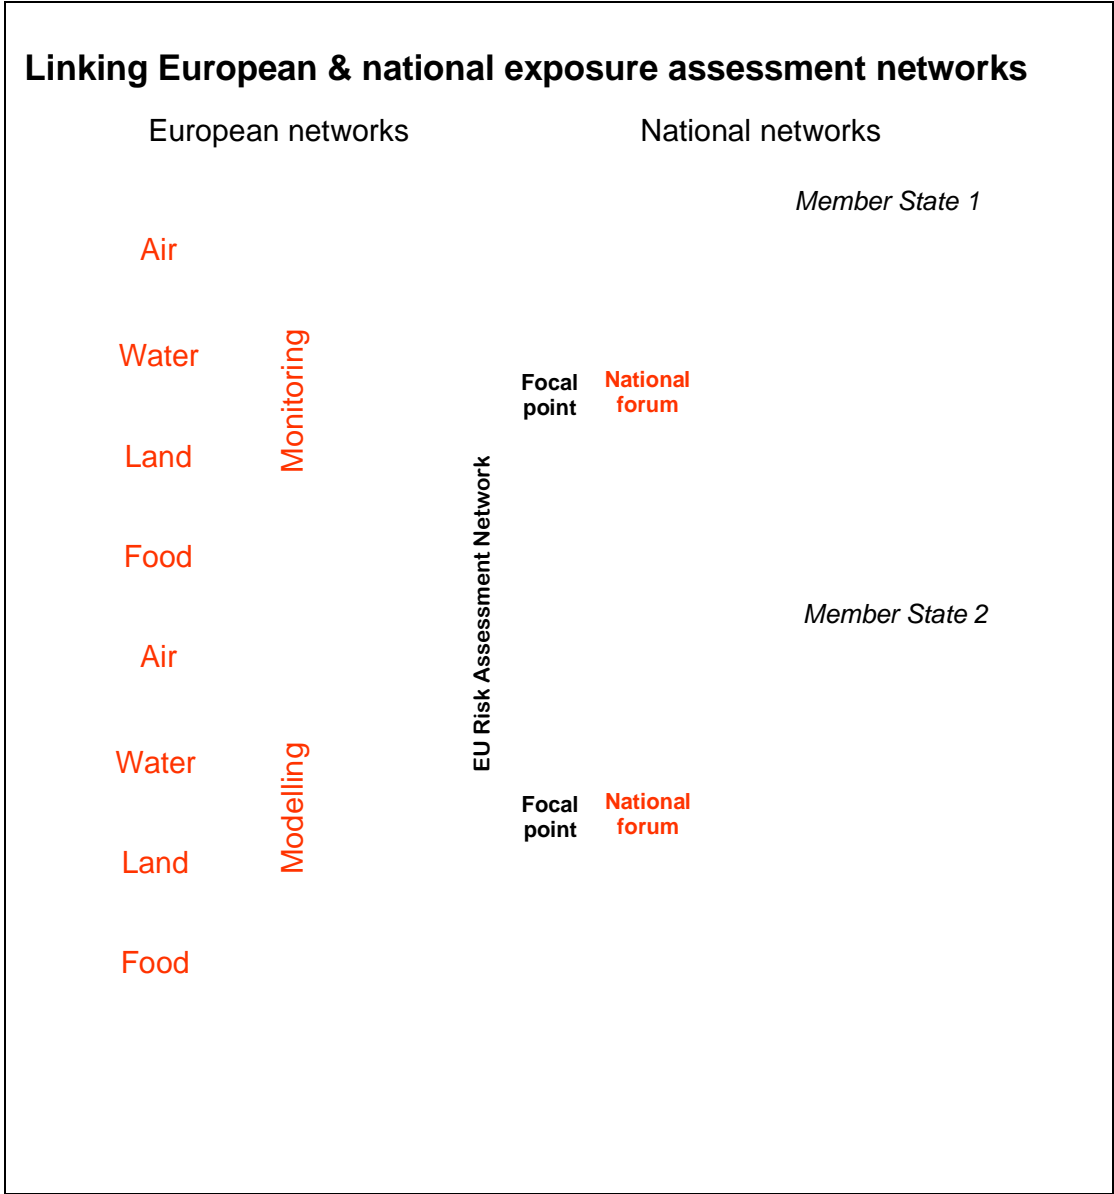 Linking European & national exposure assessment networks
European networks
National networks
Member State 1
Air
Water
Land
Food
Monitoring
Air
Water
Land
Food
Modelling
EU Risk Assessment Network
Focal
point
National
forum
Member State 2
Focal
point
National
forum